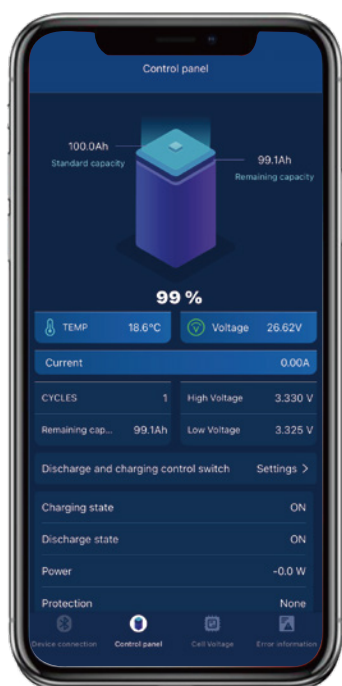 Control panel
100.0Ah
Standard capacity
99.1Ah
Remaining capacity
99 %
TEMP 18.6°C Voltage 26.62V
Current 0.00A
CYCLES 1 High Voltage 3.330 V
Remaining cap... 99.1Ah Low Voltage 3.325 V
Discharge and charging control switch Settings >
Charging state ON
Discharge state ON
Power -0.0 W
Protection None
Device connection Control panel Cell Voltage Error information